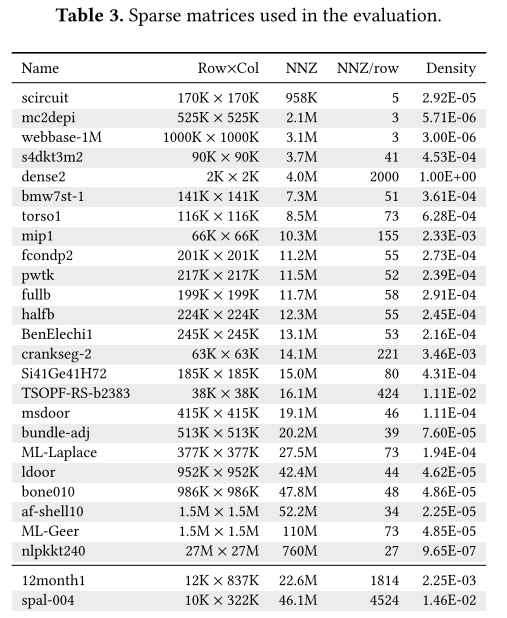 Table 3. Sparse matrices used in the evaluation.
Name Row×Col NNZ NNZ/row Density
scircuit 170K × 170K 958K 5 2.92E-05
mc2depi 525K × 525K 2.1M 3 5.71E-06
webbase-1M 1000K × 1000K 3.1M 3 3.00E-06
s4dkt3m2 90K × 90K 3.7M 41 4.53E-04
dense2 2K × 2K 4.0M 2000 1.00E+00
bmw7st-1 141K × 141K 7.3M 51 3.61E-04
torso1 116K × 116K 8.5M 73 6.28E-04
mip1 66K × 66K 10.3M 155 2.33E-03
fcondp2 201K × 201K 11.2M 55 2.73E-04
pwtk 217K × 217K 11.5M 52 2.39E-04
fullb 199K × 199K 11.7M 58 2.91E-04
halfb 224K × 224K 12.3M 55 2.45E-04
BenElechi1 245K × 245K 13.1M 53 2.16E-04
crankseg-2 63K × 63K 14.1M 221 3.46E-03
Si41Ge41H72 185K × 185K 15.0M 80 4.31E-04
TSOPF-RS-b2383 38K × 38K 16.1M 424 1.11E-02
msdoor 415K × 415K 19.1M 46 1.11E-04
bundle-adj 513K × 513K 20.2M 39 7.60E-05
ML-Laplace 377K × 377K 27.5M 73 1.94E-04
ldoor 952K × 952K 42.4M 44 4.62E-05
bone010 986K × 986K 47.8M 48 4.86E-05
af-shell10 1.5M × 1.5M 52.2M 34 2.25E-05
ML-Geer 1.5M × 1.5M 110M 73 4.85E-05
nlpkkt240 27M × 27M 760M 27 9.65E-07
12month1 12K × 837K 22.6M 1814 2.25E-03
spal-004 10K × 322K 46.1M 4524 1.46E-02